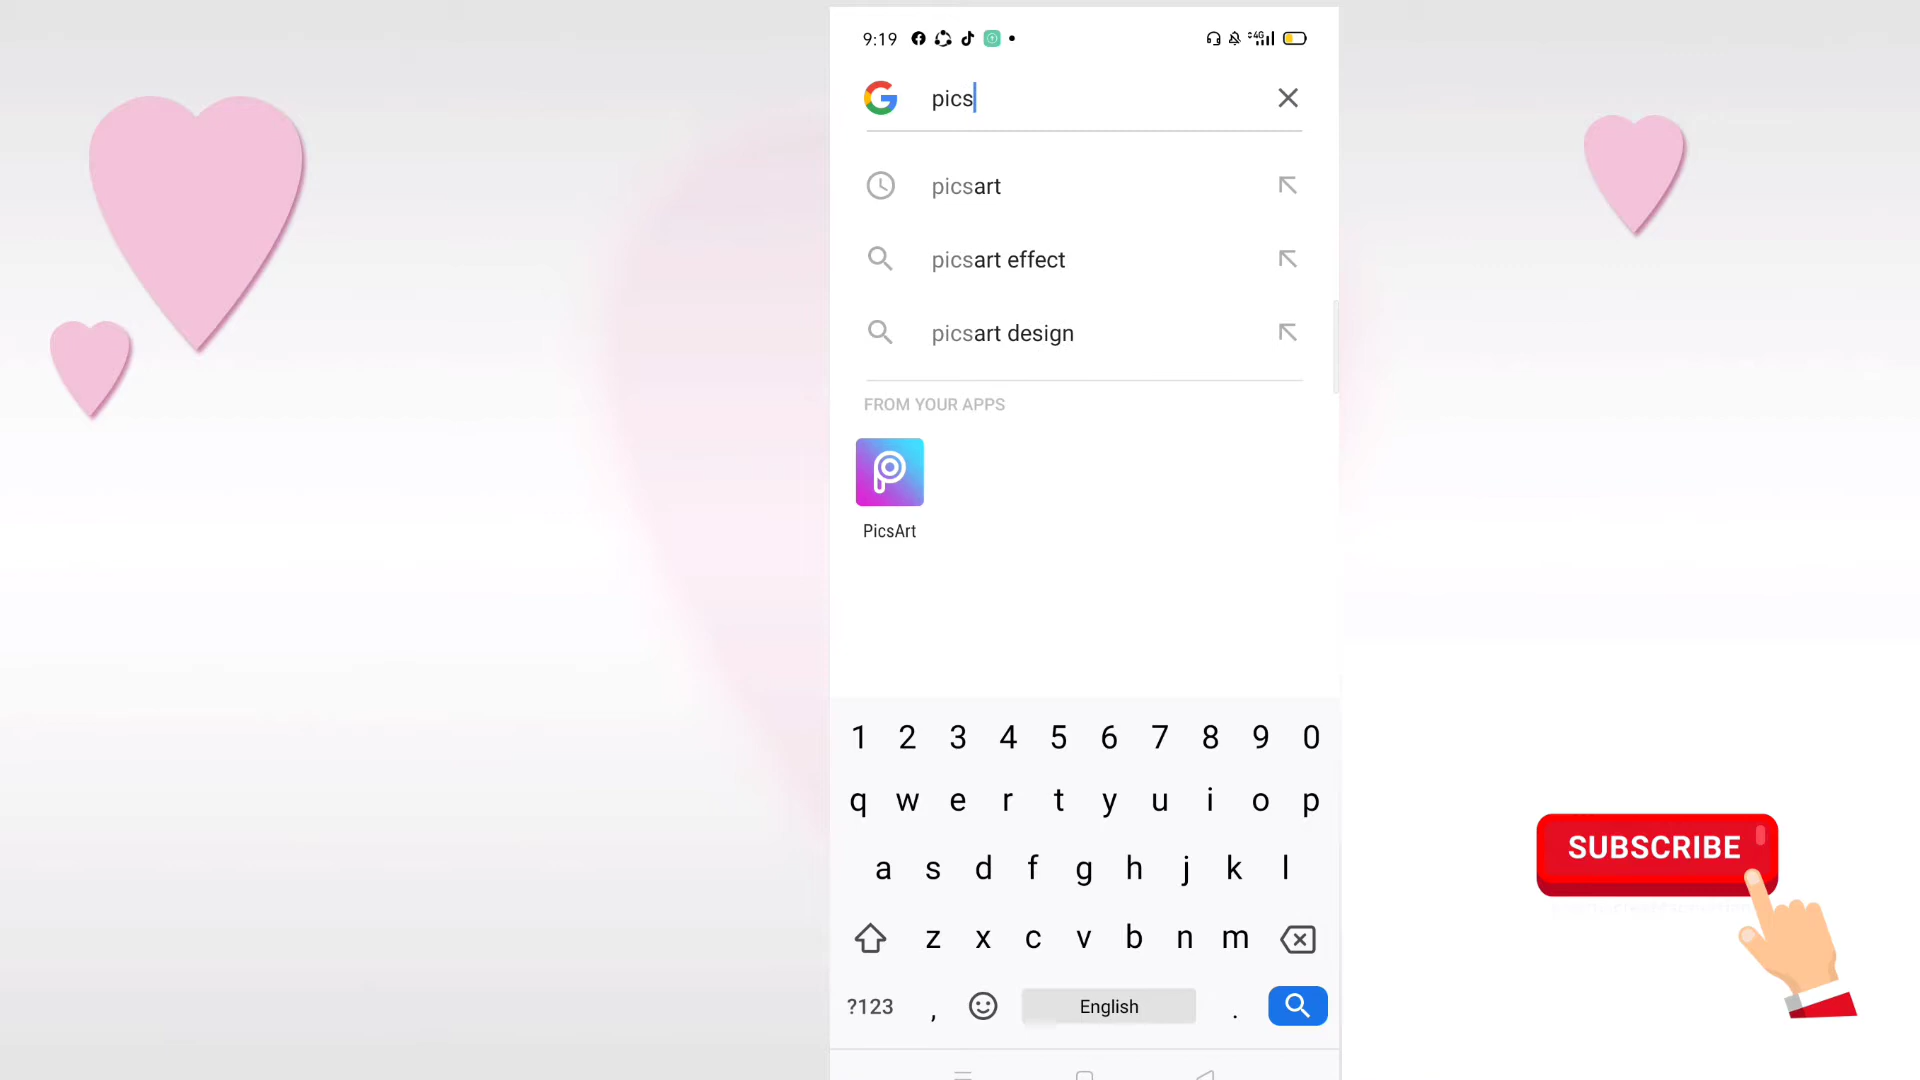 9:19
4G
pics
picsart
picsart effect
picsart design
FROM YOUR APPS
PicsArt
1 2 3 4 5 6 7 8 9 0
q w e r t y u i o p
a s d f g h j k l
z x c v b n m
?123 , English .
SUBSCRIBE